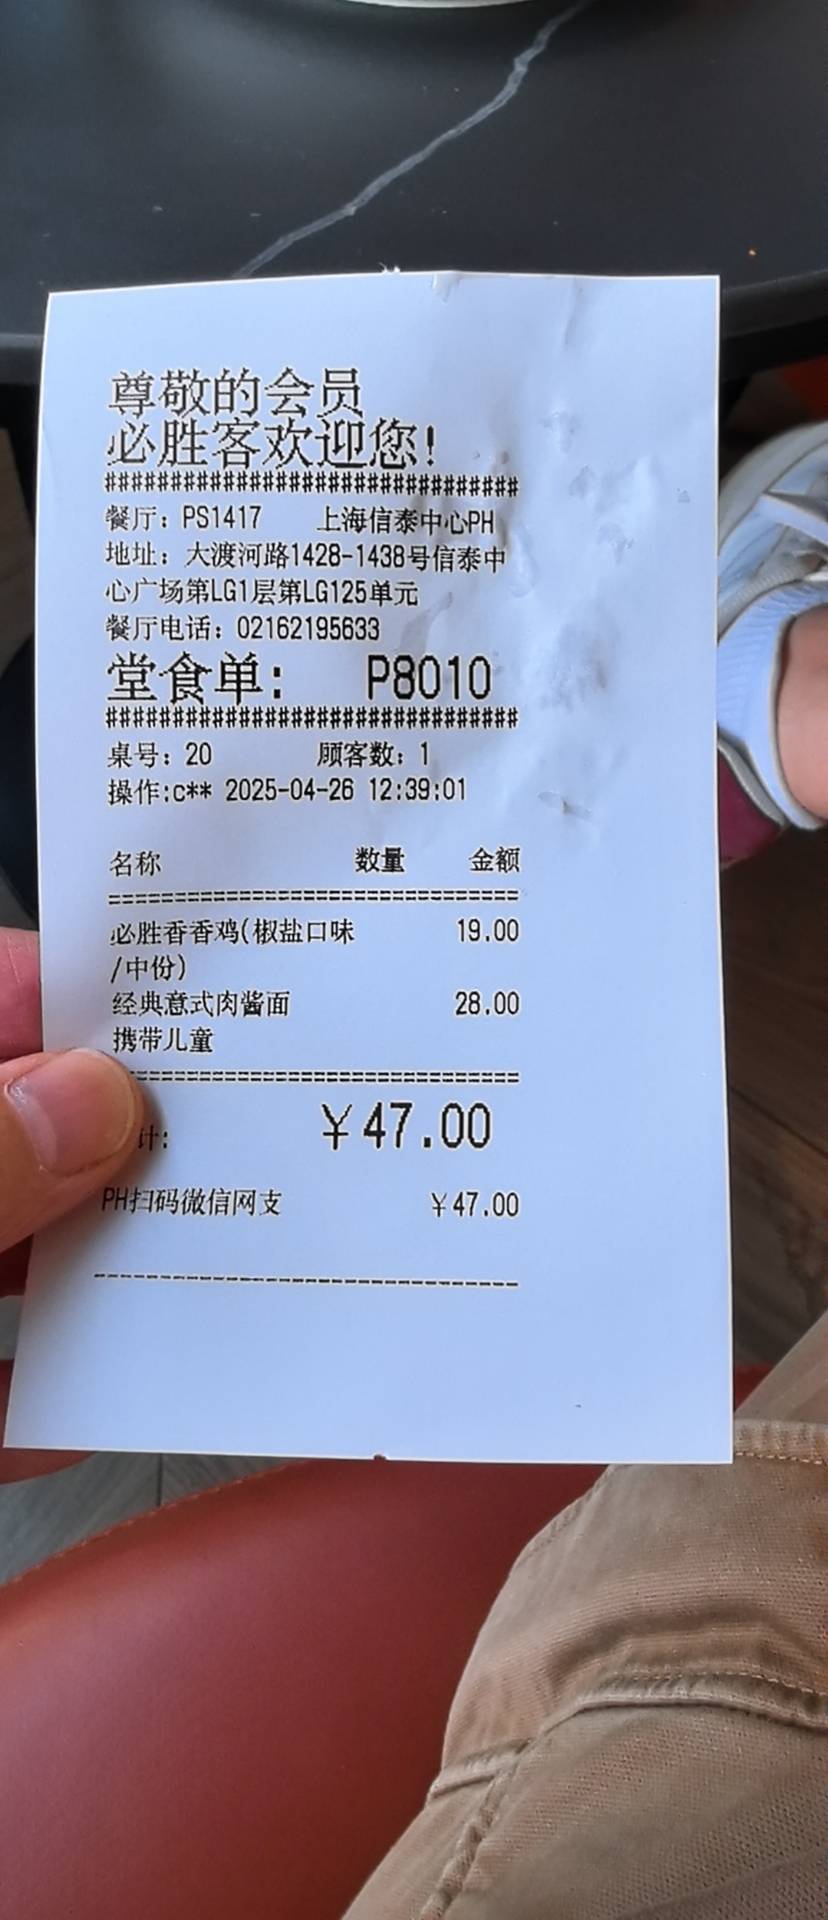 尊敬的会员
必胜客欢迎您!
################################
餐厅: PS1417 上海信泰中心PH
地址: 大渡河路1428-1438号信泰中
心广场第LG1层第LG125单元
餐厅电话: 02162195633
堂食单: P8010
################################
桌号: 20 顾客数: 1
操作:c** 2025-04-26 12:39:01
名称 数量 金额
================================
必胜香香鸡(椒盐口味 19.00
/中份)
经典意式肉酱面 28.00
携带儿童
================================
计: ￥47.00
PH扫码微信网支 ￥47.00
--------------------------------